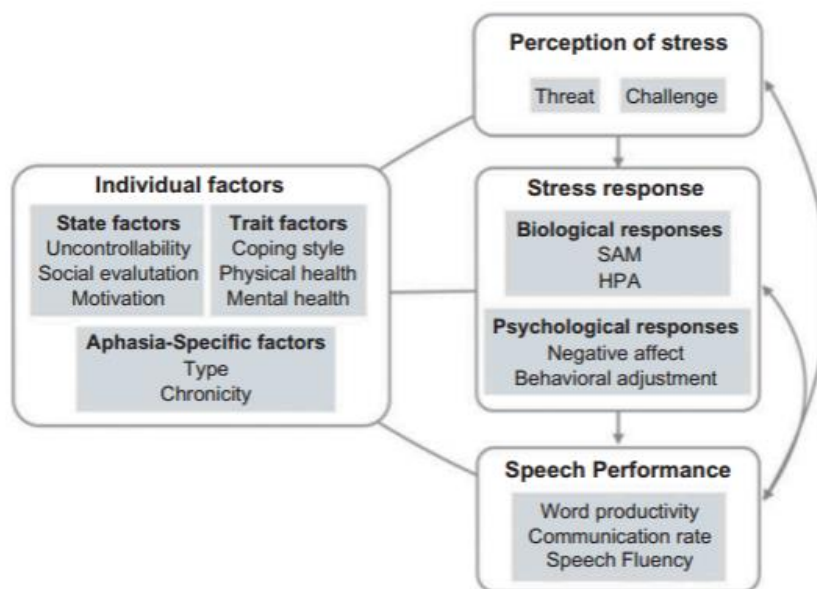 Perception of stress
Threat
Challenge
Individual factors
State factors
Uncontrollability
Social evalutation
Motivation
Trait factors
Coping style
Physical health
Mental health
Aphasia-Specific factors
Type
Chronicity
Stress response
Biological responses
SAM
HPA
Psychological responses
Negative affect
Behavioral adjustment
Speech Performance
Word productivity
Communication rate
Speech Fluency